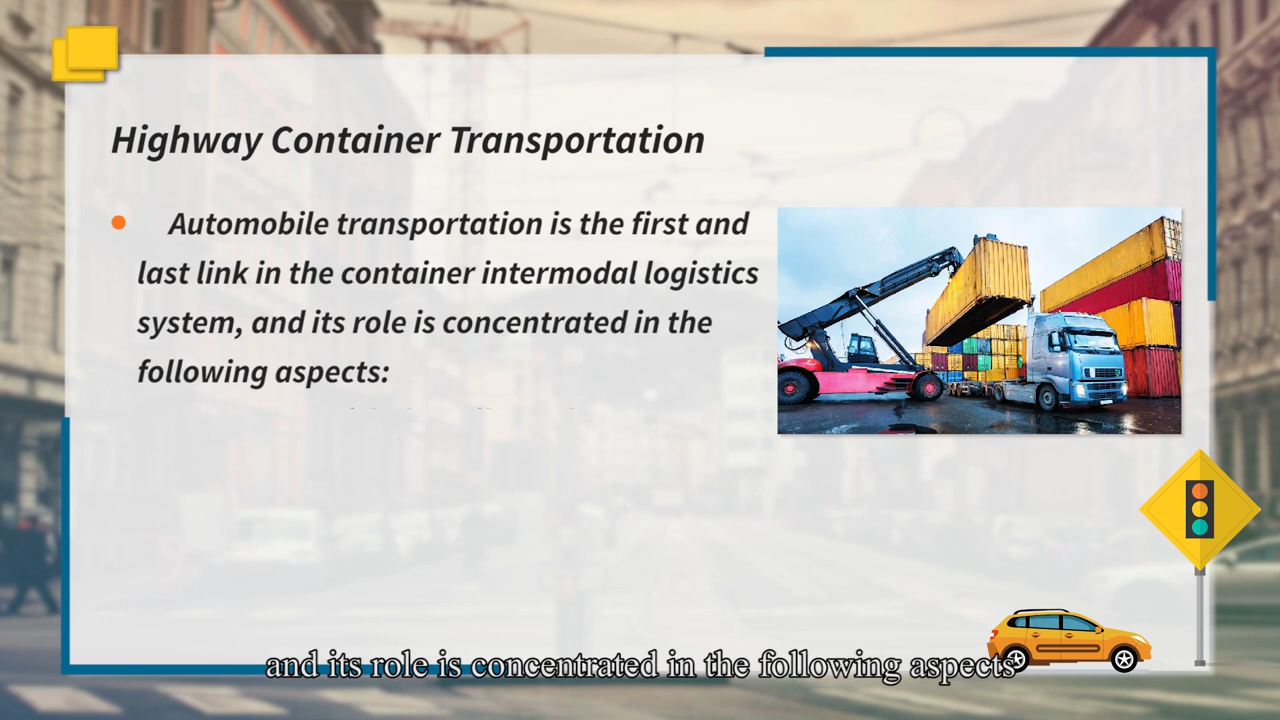 Highway Container Transportation
Automobile transportation is the first and
last link in the container intermodal logistics
system, and its role is concentrated in the
following aspects:
and its role is concentrated in the following aspects